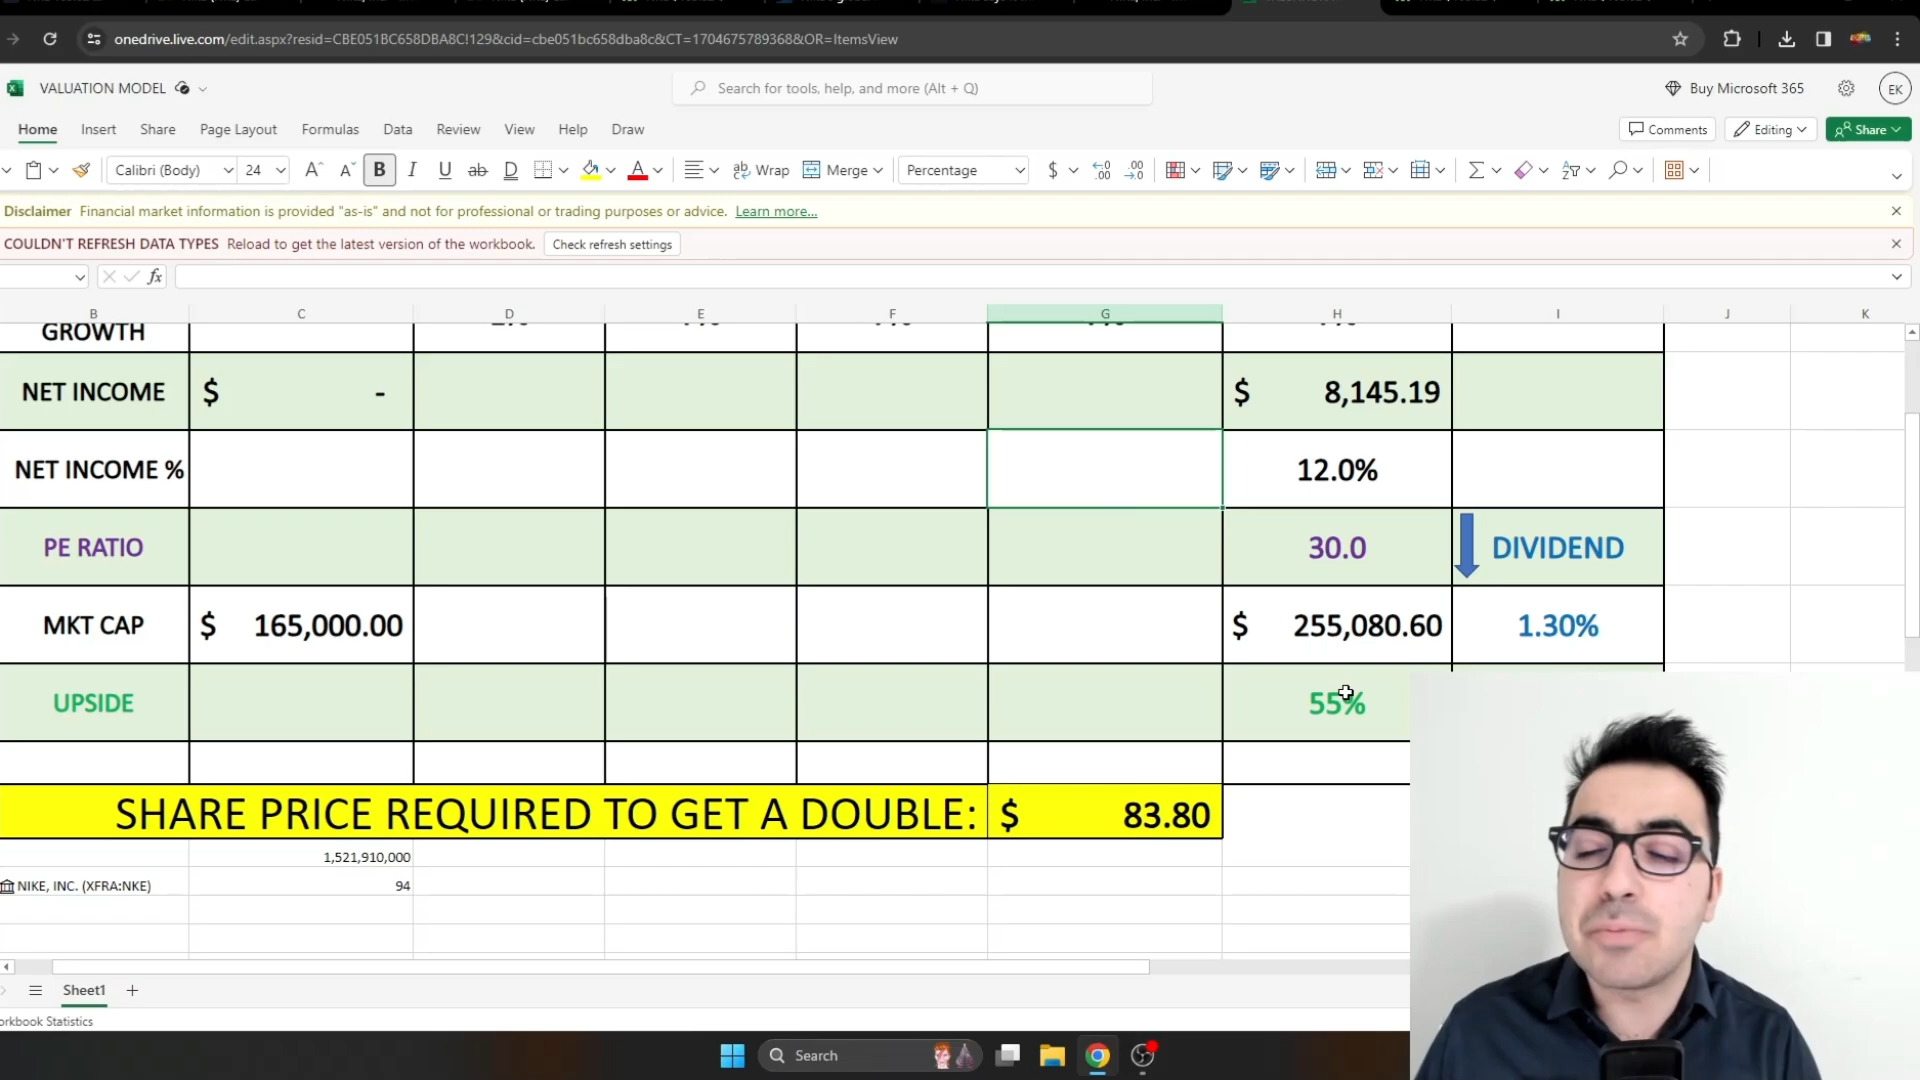 onedrive.live.com/edit.aspx?resid=CBE051BC658DBA8C!129&cid=cbe051bc658dba8c&CT=1704675789368&OR=ItemsView
VALUATION MODEL
Search for tools, help, and more (Alt + Q)
Buy Microsoft 365
EK
Home Insert Share Page Layout Formulas Data Review View Help Draw
Comments Editing Share
Calibri (Body) 24 B I U ab D A Wrap Merge Percentage $
Disclaimer Financial market information is provided "as-is" and not for professional or trading purposes or advice. Learn more...
COULDN'T REFRESH DATA TYPES Reload to get the latest version of the workbook. Check refresh settings
fx
B C D E F G H I J K
GROWTH
NET INCOME $ - $ 8,145.19
NET INCOME % 12.0%
PE RATIO 30.0 DIVIDEND
MKT CAP $ 165,000.00 $ 255,080.60 1.30%
UPSIDE 55%
SHARE PRICE REQUIRED TO GET A DOUBLE: $ 83.80
1,521,910,000
NIKE, INC. (XFRA:NKE) 94
Sheet1
Workbook Statistics
Search